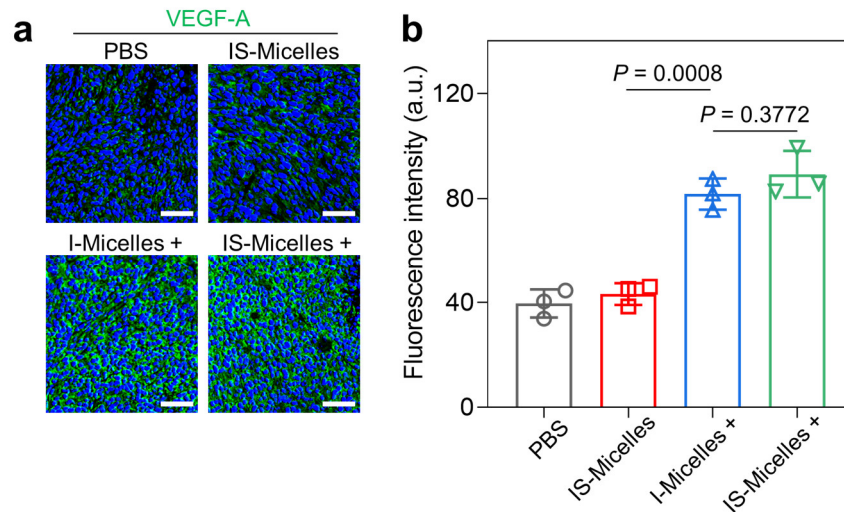 a
VEGF-A
PBS
IS-Micelles
I-Micelles +
IS-Micelles +
b
Fluorescence intensity (a.u.)
120
80
40
0
P = 0.0008
P = 0.3772
PBS
IS-Micelles
I-Micelles +
IS-Micelles +